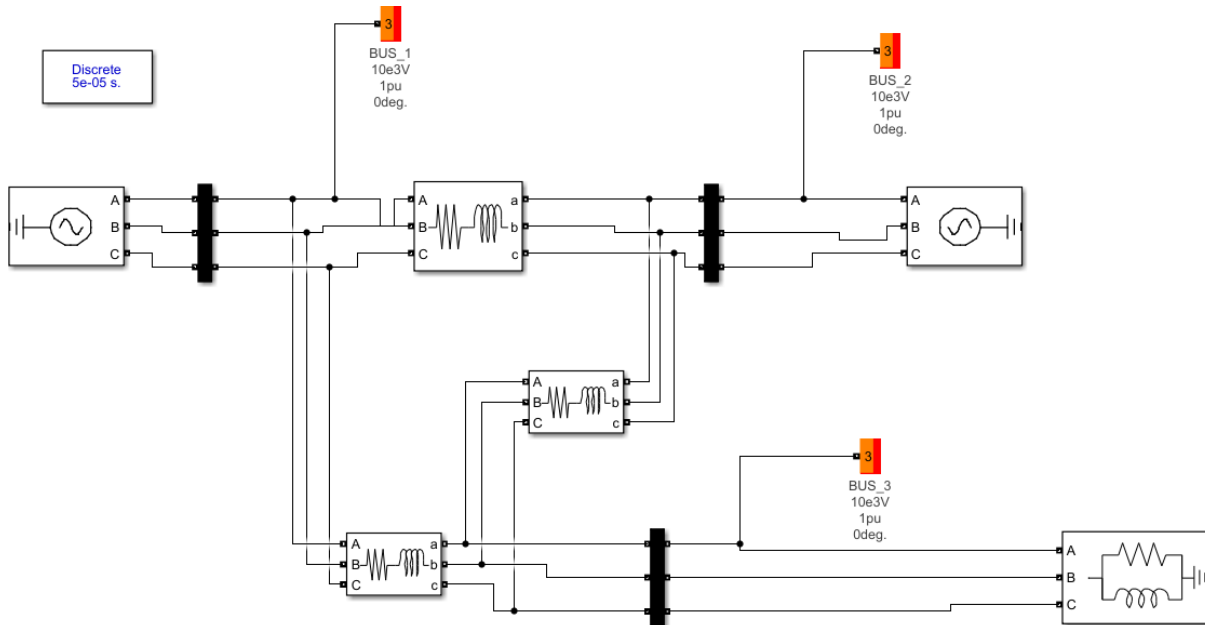 3
BUS_1
10e3V
1pu
0deg.
3
BUS_2
10e3V
1pu
0deg.
Discrete
5e-05 s.
A
B
C
A
B
C
a
b
c
A
B
C
A
B
C
a
b
c
3
BUS_3
10e3V
1pu
0deg.
A
B
C
a
b
c
A
B
C